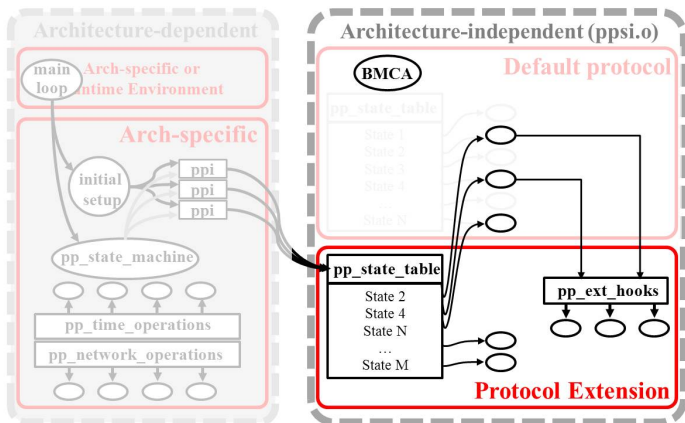 Architecture-dependent
main
loop
Arch-specific or
ntime Environment
Arch-specific
initial
setup
ppi
ppi
ppi
pp_state_machine
pp_time_operations
pp_network_operations
Architecture-independent (ppsi.o)
BMCA
Default protocol
pp_state_table
State 1
State 2
State 3
State 4
...
State N
pp_state_table
State 2
State 4
State N
...
State M
pp_ext_hooks
Protocol Extension